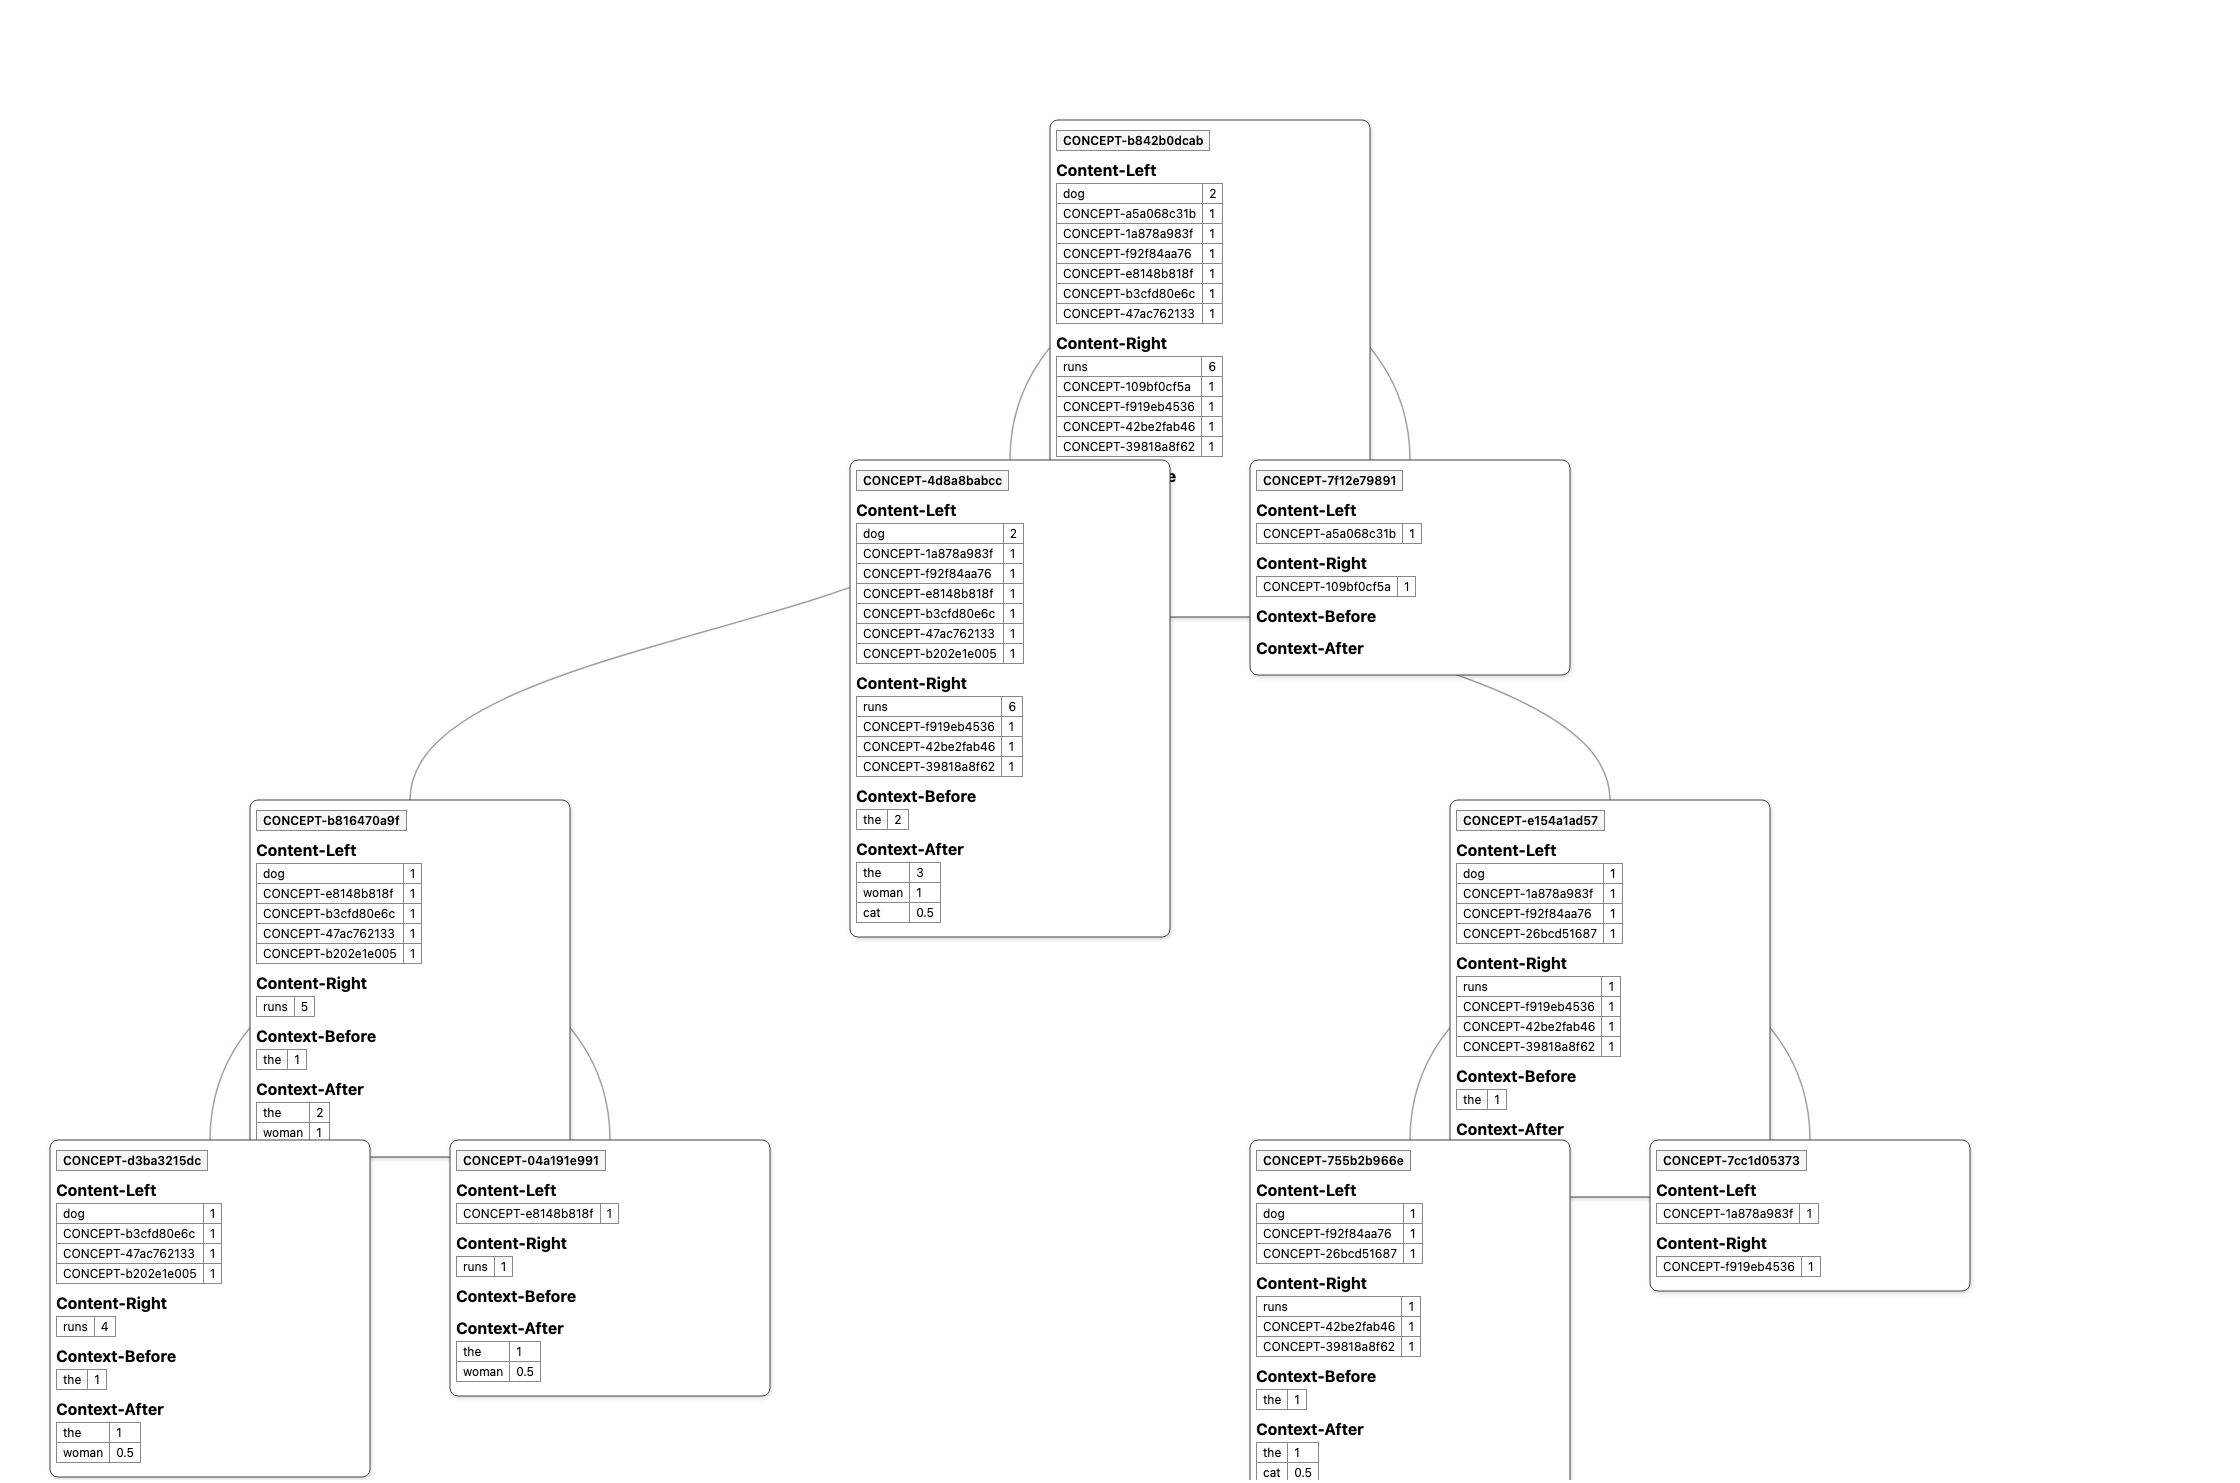 CONCEPT-b842b0dcab
Content-Left
dog 2
CONCEPT-a5a068c31b 1
CONCEPT-1a878a983f 1
CONCEPT-f92f84aa76 1
CONCEPT-e8148b818f 1
CONCEPT-b3cfd80e6c 1
CONCEPT-47ac762133 1
Content-Right
runs 6
CONCEPT-109bf0cf5a 1
CONCEPT-f919eb4536 1
CONCEPT-42be2fab46 1
CONCEPT-39818a8f62 1
CONCEPT-4d8a8babcc
Content-Left
dog 2
CONCEPT-1a878a983f 1
CONCEPT-f92f84aa76 1
CONCEPT-e8148b818f 1
CONCEPT-b3cfd80e6c 1
CONCEPT-47ac762133 1
CONCEPT-b202e1e005 1
Content-Right
runs 6
CONCEPT-f919eb4536 1
CONCEPT-42be2fab46 1
CONCEPT-39818a8f62 1
Context-Before
the 2
Context-After
the 3
woman 1
cat 0.5
CONCEPT-7f12e79891
Content-Left
CONCEPT-a5a068c31b 1
Content-Right
CONCEPT-109bf0cf5a 1
Context-Before
Context-After
CONCEPT-b816470a9f
Content-Left
dog 1
CONCEPT-e8148b818f 1
CONCEPT-b3cfd80e6c 1
CONCEPT-47ac762133 1
CONCEPT-b202e1e005 1
Content-Right
runs 5
Context-Before
the 1
Context-After
the 2
woman 1
CONCEPT-e154a1ad57
Content-Left
dog 1
CONCEPT-1a878a983f 1
CONCEPT-f92f84aa76 1
CONCEPT-26bcd51687 1
Content-Right
runs 1
CONCEPT-f919eb4536 1
CONCEPT-42be2fab46 1
CONCEPT-39818a8f62 1
Context-Before
the 1
Context-After
CONCEPT-d3ba3215dc
Content-Left
dog 1
CONCEPT-b3cfd80e6c 1
CONCEPT-47ac762133 1
CONCEPT-b202e1e005 1
Content-Right
runs 4
Context-Before
the 1
Context-After
the 1
woman 0.5
CONCEPT-04a191e991
Content-Left
CONCEPT-e8148b818f 1
Content-Right
runs 1
Context-Before
Context-After
the 1
woman 0.5
CONCEPT-755b2b966e
Content-Left
dog 1
CONCEPT-f92f84aa76 1
CONCEPT-26bcd51687 1
Content-Right
runs 1
CONCEPT-42be2fab46 1
CONCEPT-39818a8f62 1
Context-Before
the 1
Context-After
the 1
cat 0.5
CONCEPT-7cc1d05373
Content-Left
CONCEPT-1a878a983f 1
Content-Right
CONCEPT-f919eb4536 1